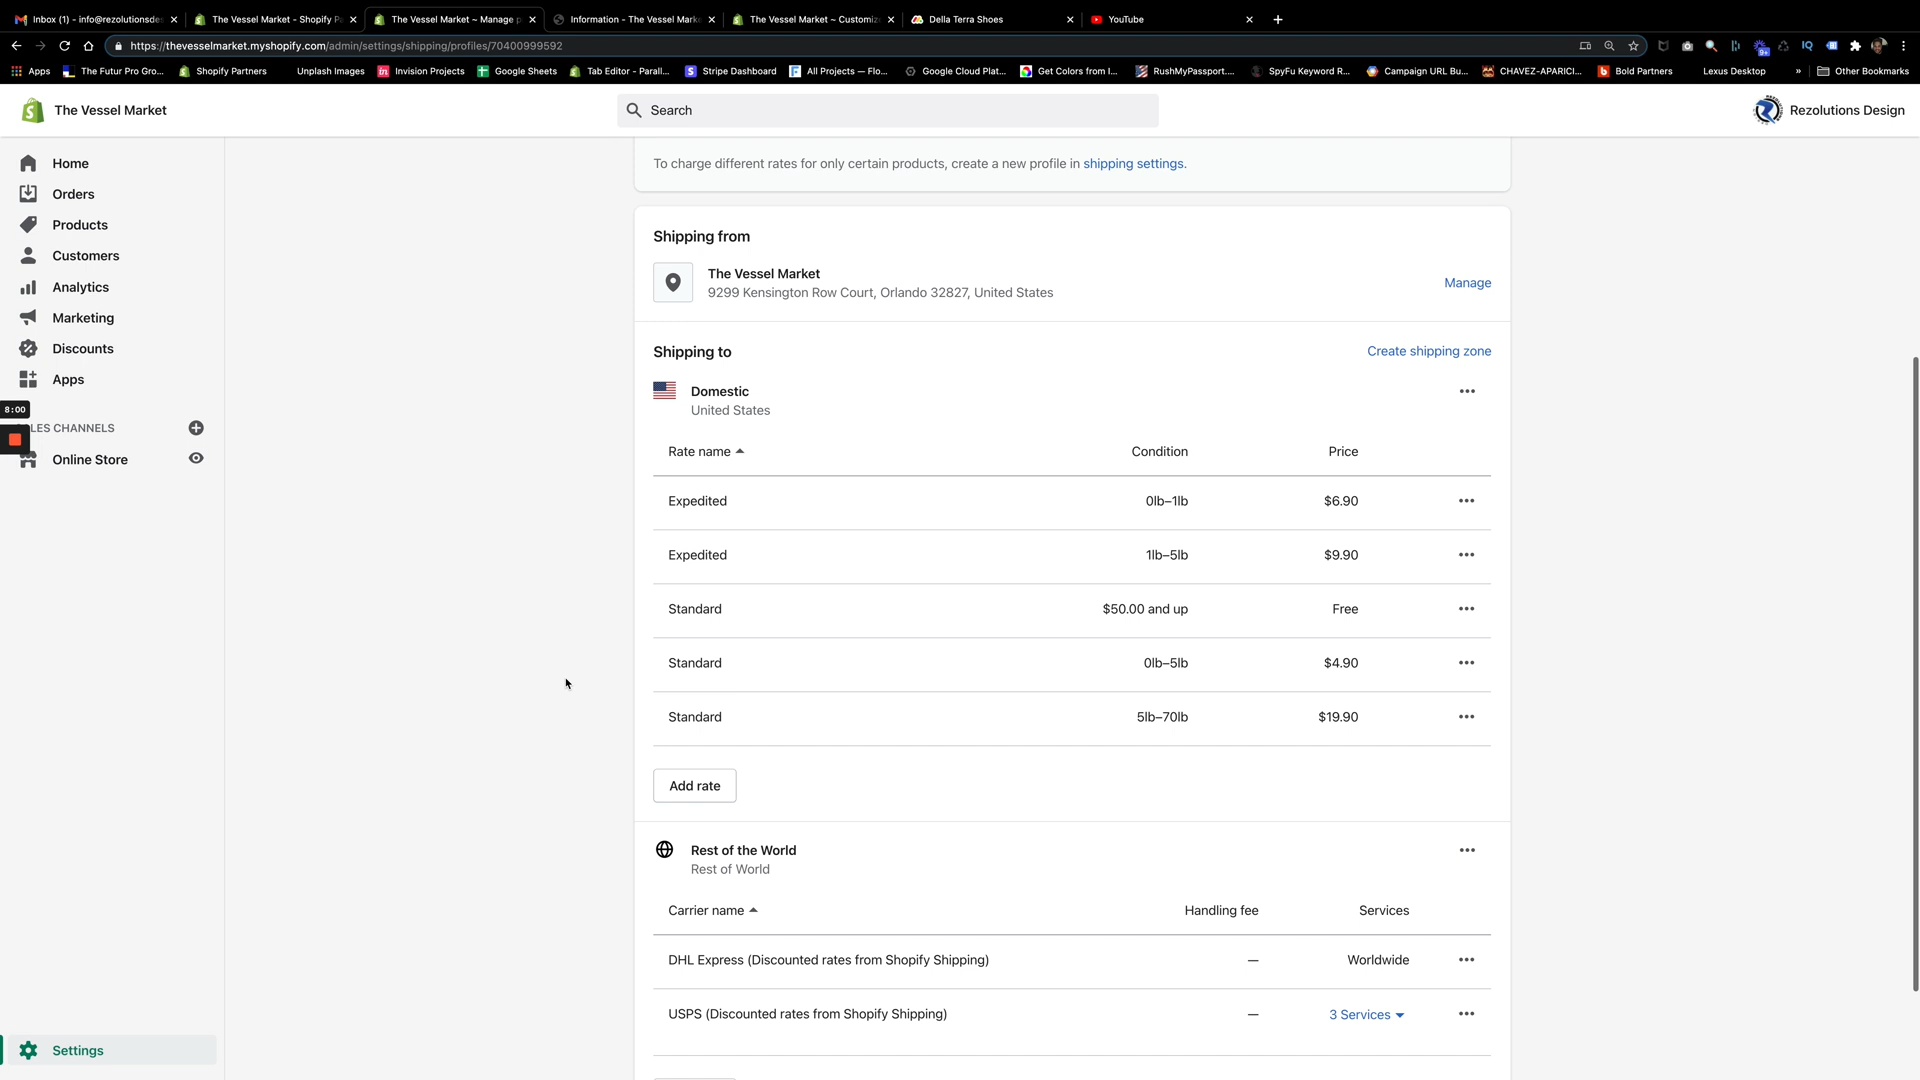 Inbox (1) - info@rezolutionsdes
The Vessel Market - Shopify Pa
The Vessel Market ~ Manage p
Information - The Vessel Marke
The Vessel Market ~ Customize
Della Terra Shoes
YouTube
https://thevesselmarket.myshopify.com/admin/settings/shipping/profiles/70400999592
Apps
The Futur Pro Gro...
Shopify Partners
Unplash Images
Invision Projects
Google Sheets
Tab Editor - Parall...
Stripe Dashboard
All Projects — Flo...
Google Cloud Plat...
Get Colors from I...
RushMyPassport....
SpyFu Keyword R...
Campaign URL Bu...
CHAVEZ-APARICI...
Bold Partners
Lexus Desktop
»
Other Bookmarks
The Vessel Market
Search
Rezolutions Design
Home
Orders
Products
Customers
Analytics
Marketing
Discounts
Apps
8:00
LES CHANNELS
Online Store
Settings
To charge different rates for only certain products, create a new profile in shipping settings.
Shipping from
The Vessel Market
9299 Kensington Row Court, Orlando 32827, United States
Manage
Shipping to
Create shipping zone
Domestic
United States
Rate name Condition Price
Expedited 0lb–1lb $6.90
Expedited 1lb–5lb $9.90
Standard $50.00 and up Free
Standard 0lb–5lb $4.90
Standard 5lb–70lb $19.90
Add rate
Rest of the World
Rest of World
Carrier name Handling fee Services
DHL Express (Discounted rates from Shopify Shipping) — Worldwide
USPS (Discounted rates from Shopify Shipping) — 3 Services